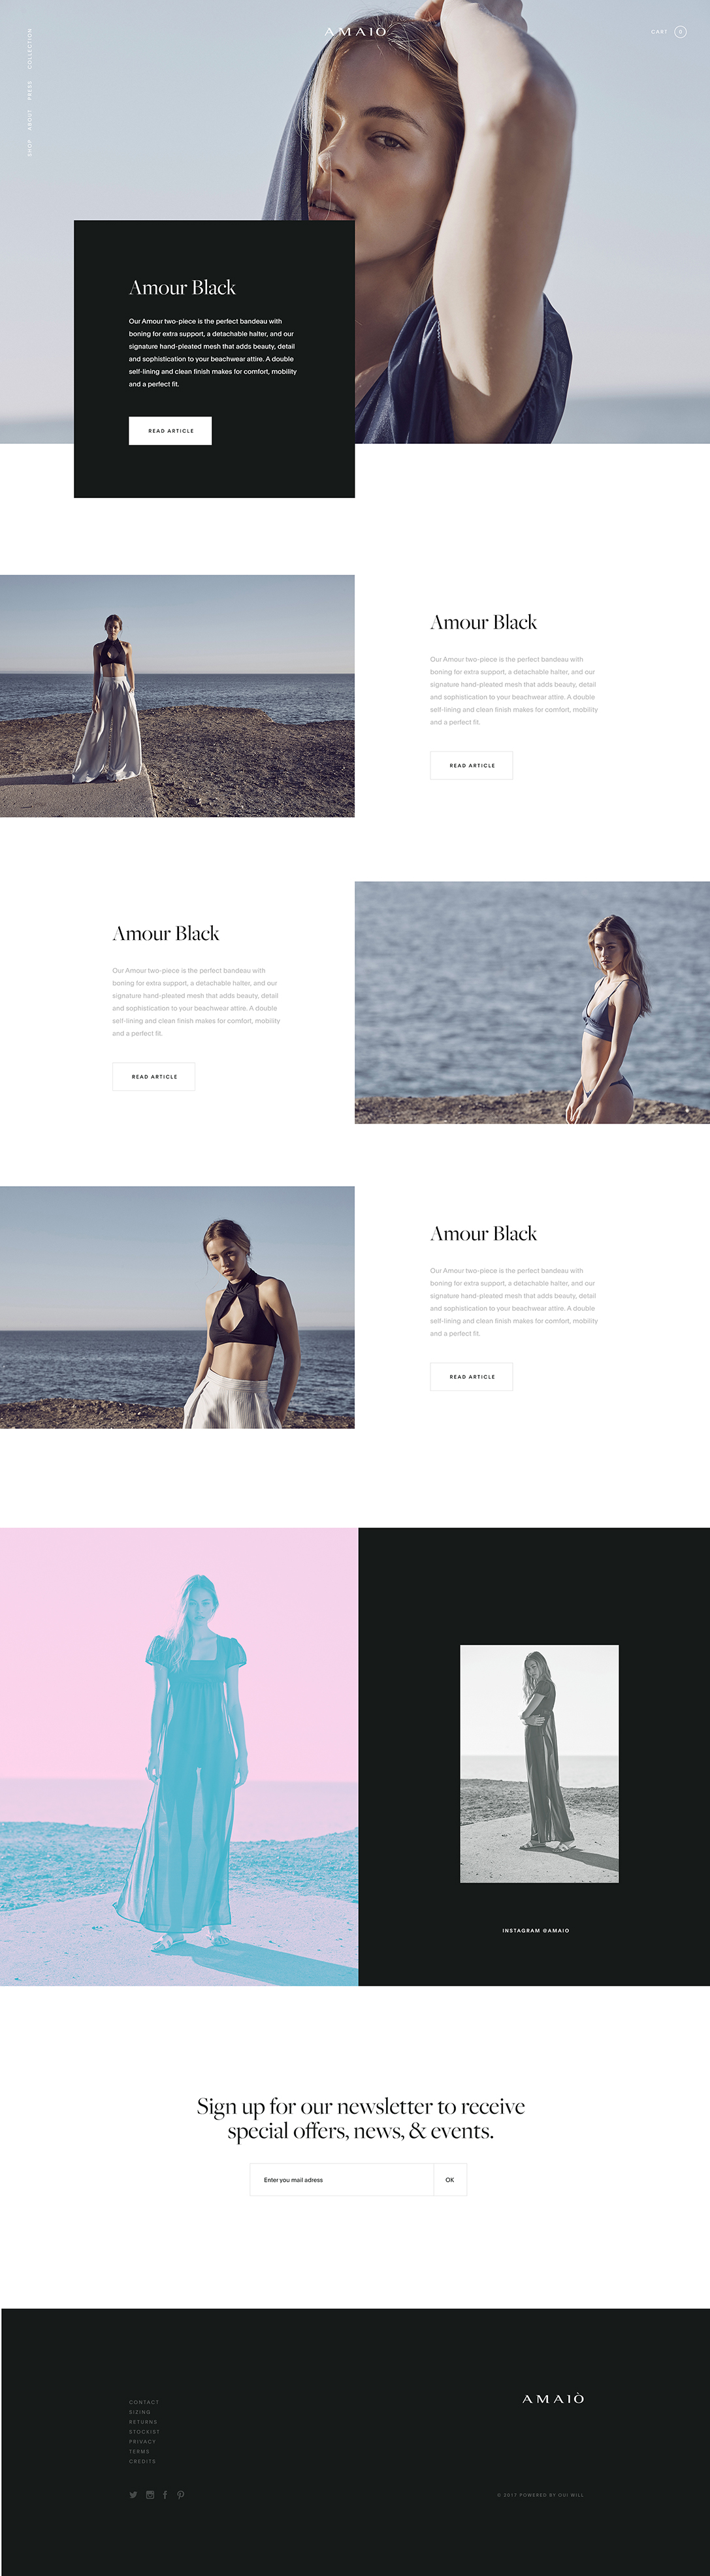 AMAIÒ
CART 0
COLLECTION
PRESS
ABOUT
SHOP
Amour Black
Our Amour two-piece is the perfect bandeau with
boning for extra support, a detachable halter, and our
signature hand-pleated mesh that adds beauty, detail
and sophistication to your beachwear attire. A double
self-lining and clean finish makes for comfort, mobility
and a perfect fit.
READ ARTICLE
Amour Black
Our Amour two-piece is the perfect bandeau with
boning for extra support, a detachable halter, and our
signature hand-pleated mesh that adds beauty, detail
and sophistication to your beachwear attire. A double
self-lining and clean finish makes for comfort, mobility
and a perfect fit.
READ ARTICLE
Amour Black
Our Amour two-piece is the perfect bandeau with
boning for extra support, a detachable halter, and our
signature hand-pleated mesh that adds beauty, detail
and sophistication to your beachwear attire. A double
self-lining and clean finish makes for comfort, mobility
and a perfect fit.
READ ARTICLE
Amour Black
Our Amour two-piece is the perfect bandeau with
boning for extra support, a detachable halter, and our
signature hand-pleated mesh that adds beauty, detail
and sophistication to your beachwear attire. A double
self-lining and clean finish makes for comfort, mobility
and a perfect fit.
READ ARTICLE
INSTAGRAM @AMAIO
Sign up for our newsletter to receive
special offers, news, & events.
Enter you mail adress
OK
CONTACT
SIZING
RETURNS
STOCKIST
PRIVACY
TERMS
CREDITS
AMAIÒ
© 2017 POWERED BY OUI WILL